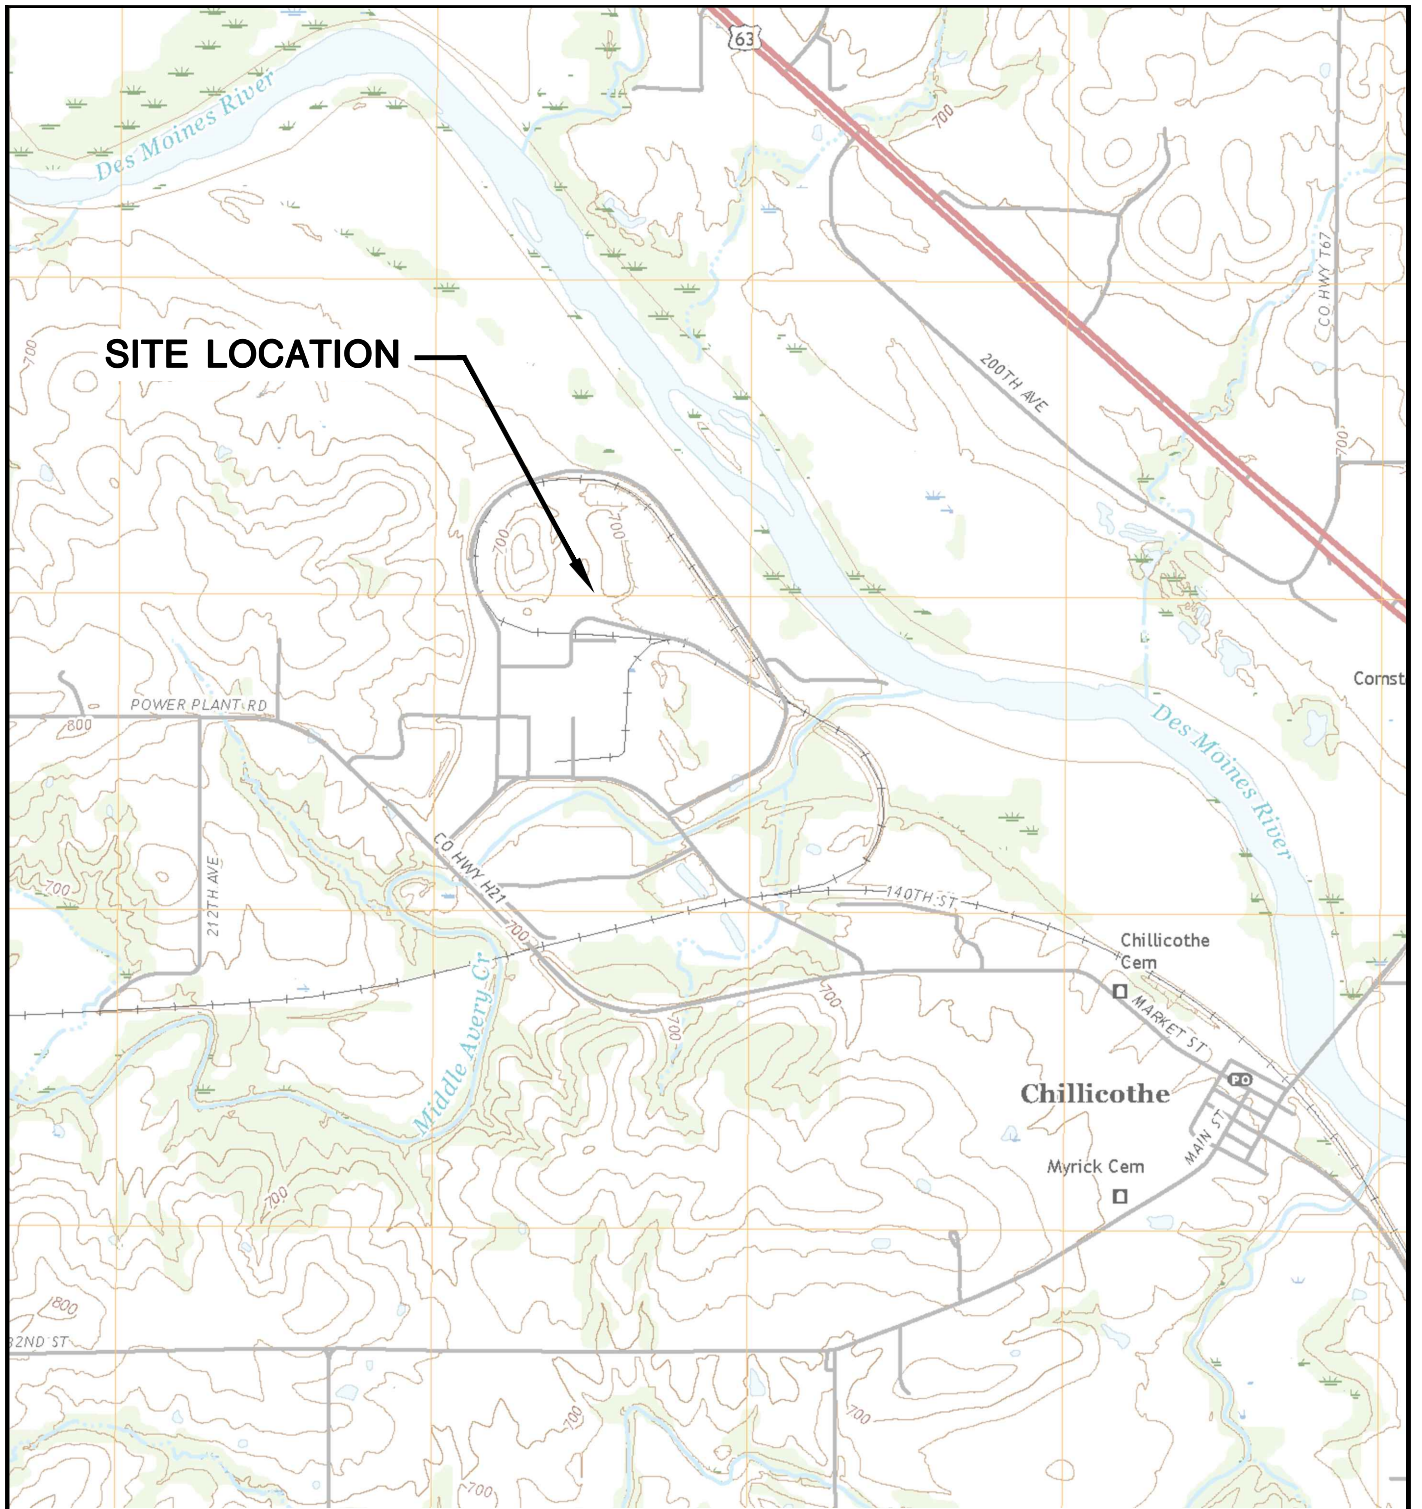 63
Des Moines River
700
CO HWY T67
700
SITE LOCATION
200TH AVE
700
700
700
Comst
POWER PLANT RD
800
Des Moines River
CO HWY H21
212TH AVE
700
140TH ST
700
Chillicothe
Cem
Middle Avery Cr
700
MARKET ST
700
PO
Chillicothe
MAIN ST
Myrick Cem
700
800
32ND ST
700
700
700